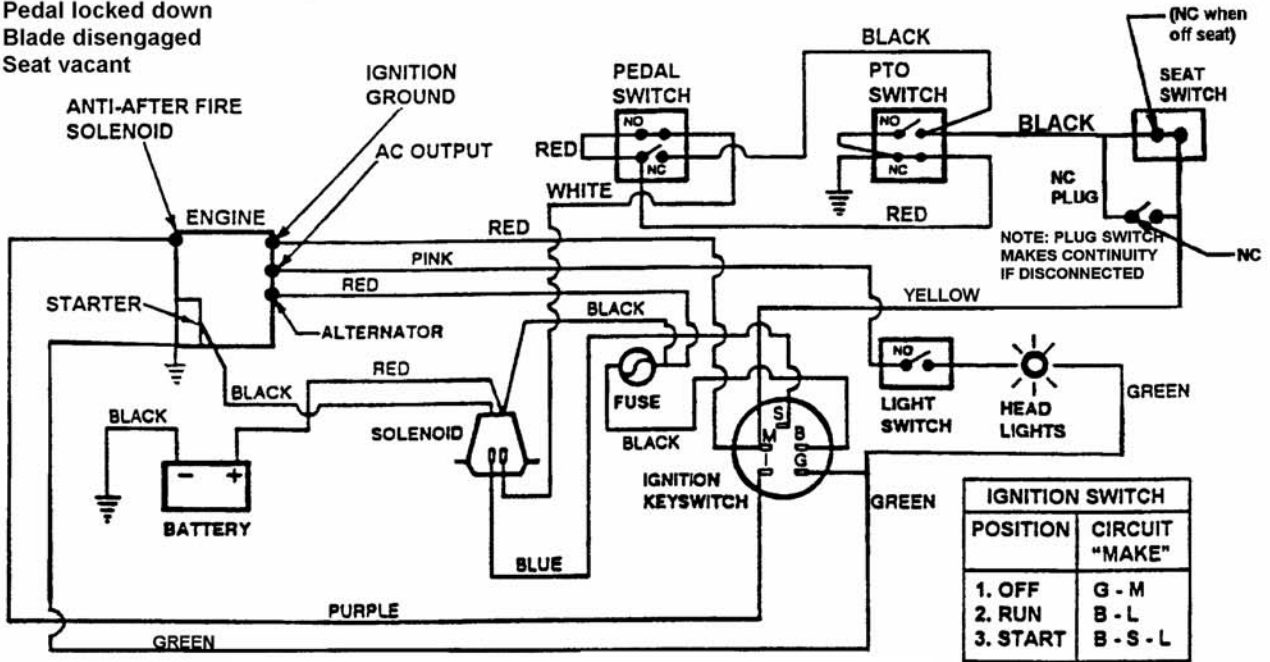 Pedal locked down
Blade disengaged
Seat vacant
(NC when
off seat)
BLACK
IGNITION
GROUND
PEDAL
SWITCH
PTO
SWITCH
SEAT
SWITCH
ANTI-AFTER FIRE
SOLENOID
NO
NO
BLACK
AC OUTPUT
RED
NC
NC
WHITE
NC
PLUG
ENGINE
RED
RED
NOTE: PLUG SWITCH
MAKES CONTINUITY
IF DISCONNECTED
NC
PINK
RED
YELLOW
STARTER
BLACK
ALTERNATOR
NO
RED
BLACK
FUSE
GREEN
BLACK
LIGHT
SWITCH
HEAD
LIGHTS
S
SOLENOID
BLACK
M
B
I
G
- +
IGNITION
KEYSWITCH
GREEN
BATTERY
IGNITION SWITCH
POSITION CIRCUIT
"MAKE"
BLUE
1. OFF G - M
2. RUN B - L
3. START B - S - L
PURPLE
GREEN